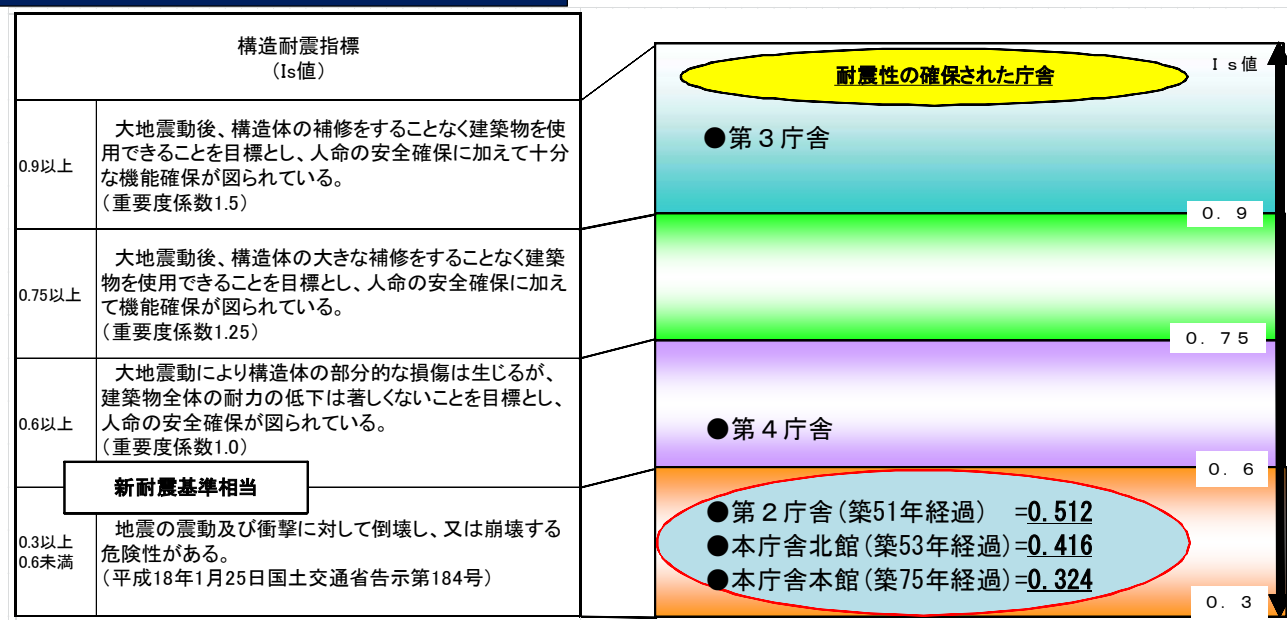 構造耐震指標
(Is値)
0.9以上
大地震動後、構造体の補修をすることなく建築物を使
用できることを目標とし、人命の安全確保に加えて十分
な機能確保が図られている。
(重要度係数1.5)
0.75以上
大地震動後、構造体の大きな補修をすることなく建築
物を使用できることを目標とし、人命の安全確保に加え
て機能確保が図られている。
(重要度係数1.25)
0.6以上
大地震動により構造体の部分的な損傷は生じるが、
建築物全体の耐力の低下は著しくないことを目標とし、
人命の安全確保が図られている。
(重要度係数1.0)
新耐震基準相当
0.3以上
0.6未満
地震の震動及び衝撃に対して倒壊し、又は崩壊する
危険性がある。
(平成18年1月25日国土交通省告示第184号)
耐震性の確保された庁舎
Ｉｓ値
●第３庁舎
０．９
０．７５
●第４庁舎
０．６
●第２庁舎(築51年経過) =0.512
●本庁舎北館(築53年経過)=0.416
●本庁舎本館(築75年経過)=0.324
０．３